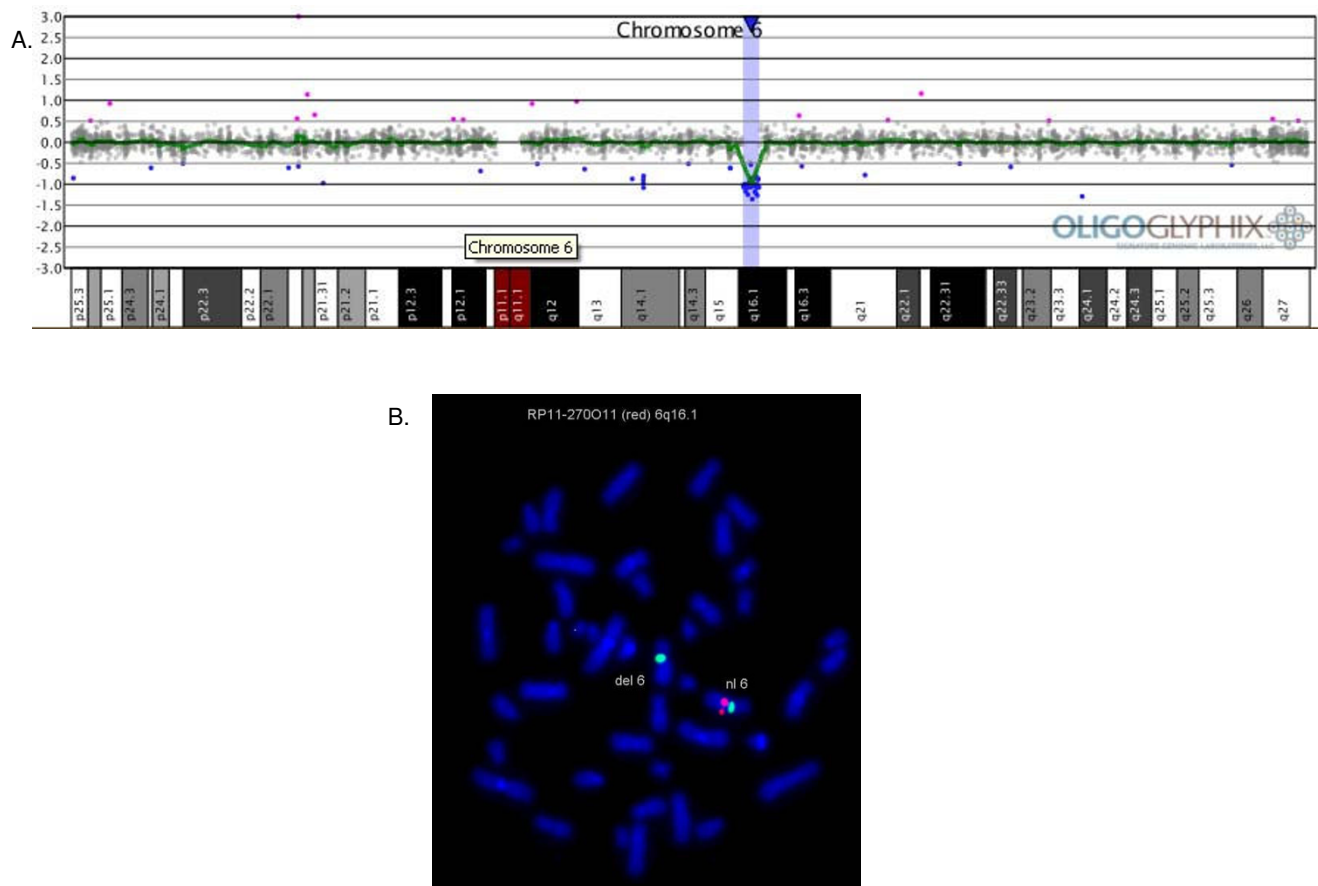 A.
Chromosome 6
3.0
2.5
2.0
1.5
1.0
0.5
0.0
-0.5
-1.0
-1.5
-2.0
-2.5
-3.0
OLIGOGLYPHIX
SIGNATURE GENOMIC LABORATORIES, LLC
Chromosome 6
p25.3 p25.1 p24.3 p24.1 p22.3 p22.2 p22.1 p21.31 p21.2 p21.1 p12.3 p12.1 p11.1 q11.1 q12 q13 q14.1 q14.3 q15 q16.1 q16.3 q21 q22.1 q22.31 q22.33 q23.2 q23.3 q24.1 q24.2 q24.3 q25.1 q25.2 q25.3 q26 q27
B.
RP11-270O11 (red) 6q16.1
del 6
nl 6